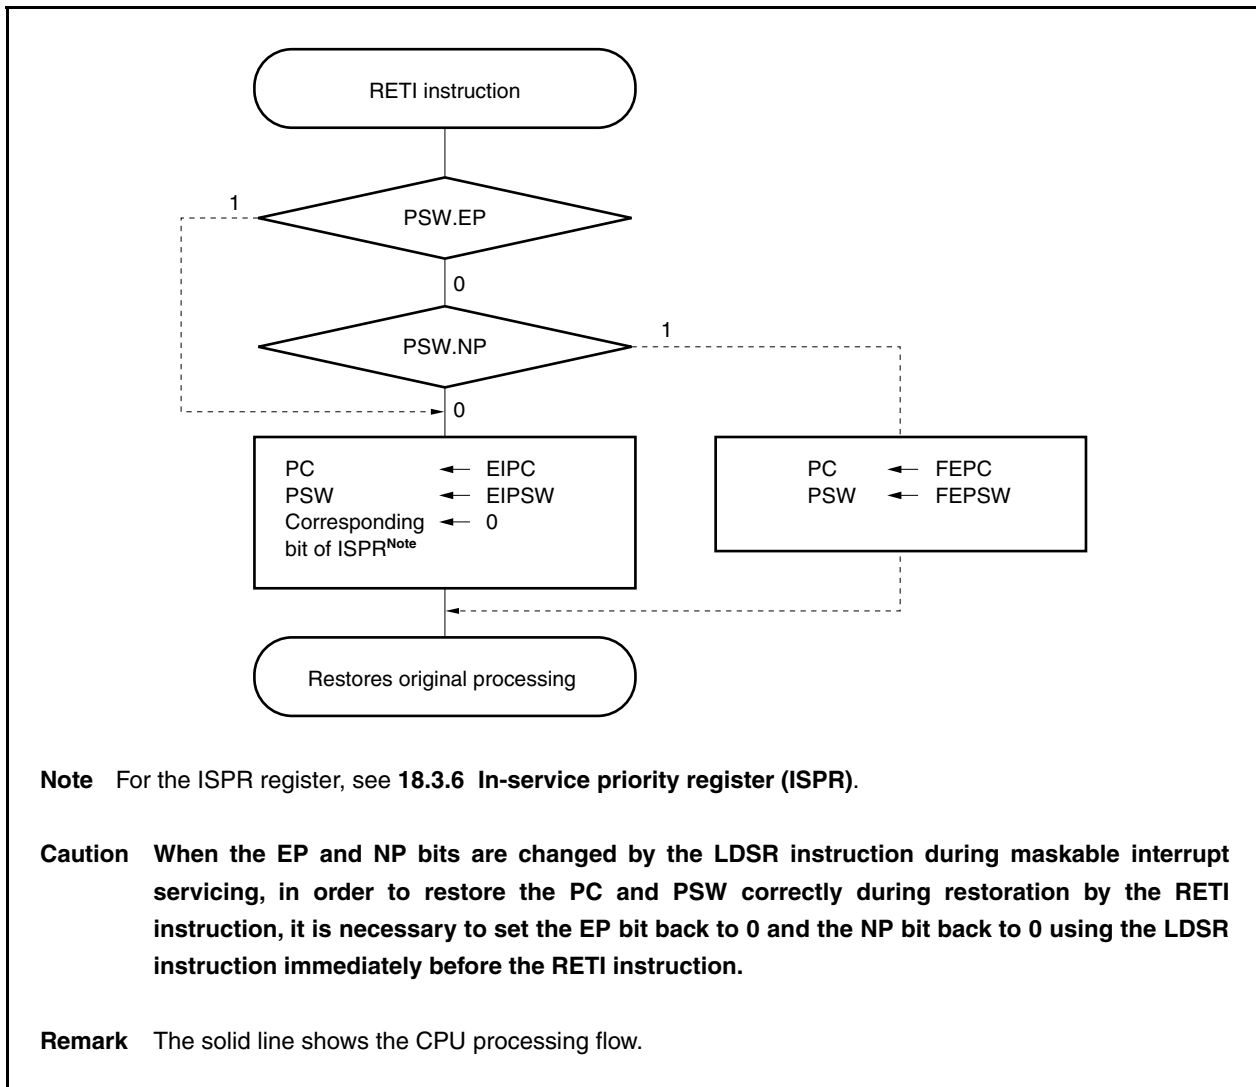 RETI instruction
1
PSW.EP
0
1
PSW.NP
0
PC ← EIPC
PSW ← EIPSW
Corresponding ← 0
bit of ISPRNote
PC ← FEPC
PSW ← FEPSW
Restores original processing
Note For the ISPR register, see 18.3.6 In-service priority register (ISPR).
Caution When the EP and NP bits are changed by the LDSR instruction during maskable interrupt
servicing, in order to restore the PC and PSW correctly during restoration by the RETI
instruction, it is necessary to set the EP bit back to 0 and the NP bit back to 0 using the LDSR
instruction immediately before the RETI instruction.
Remark The solid line shows the CPU processing flow.